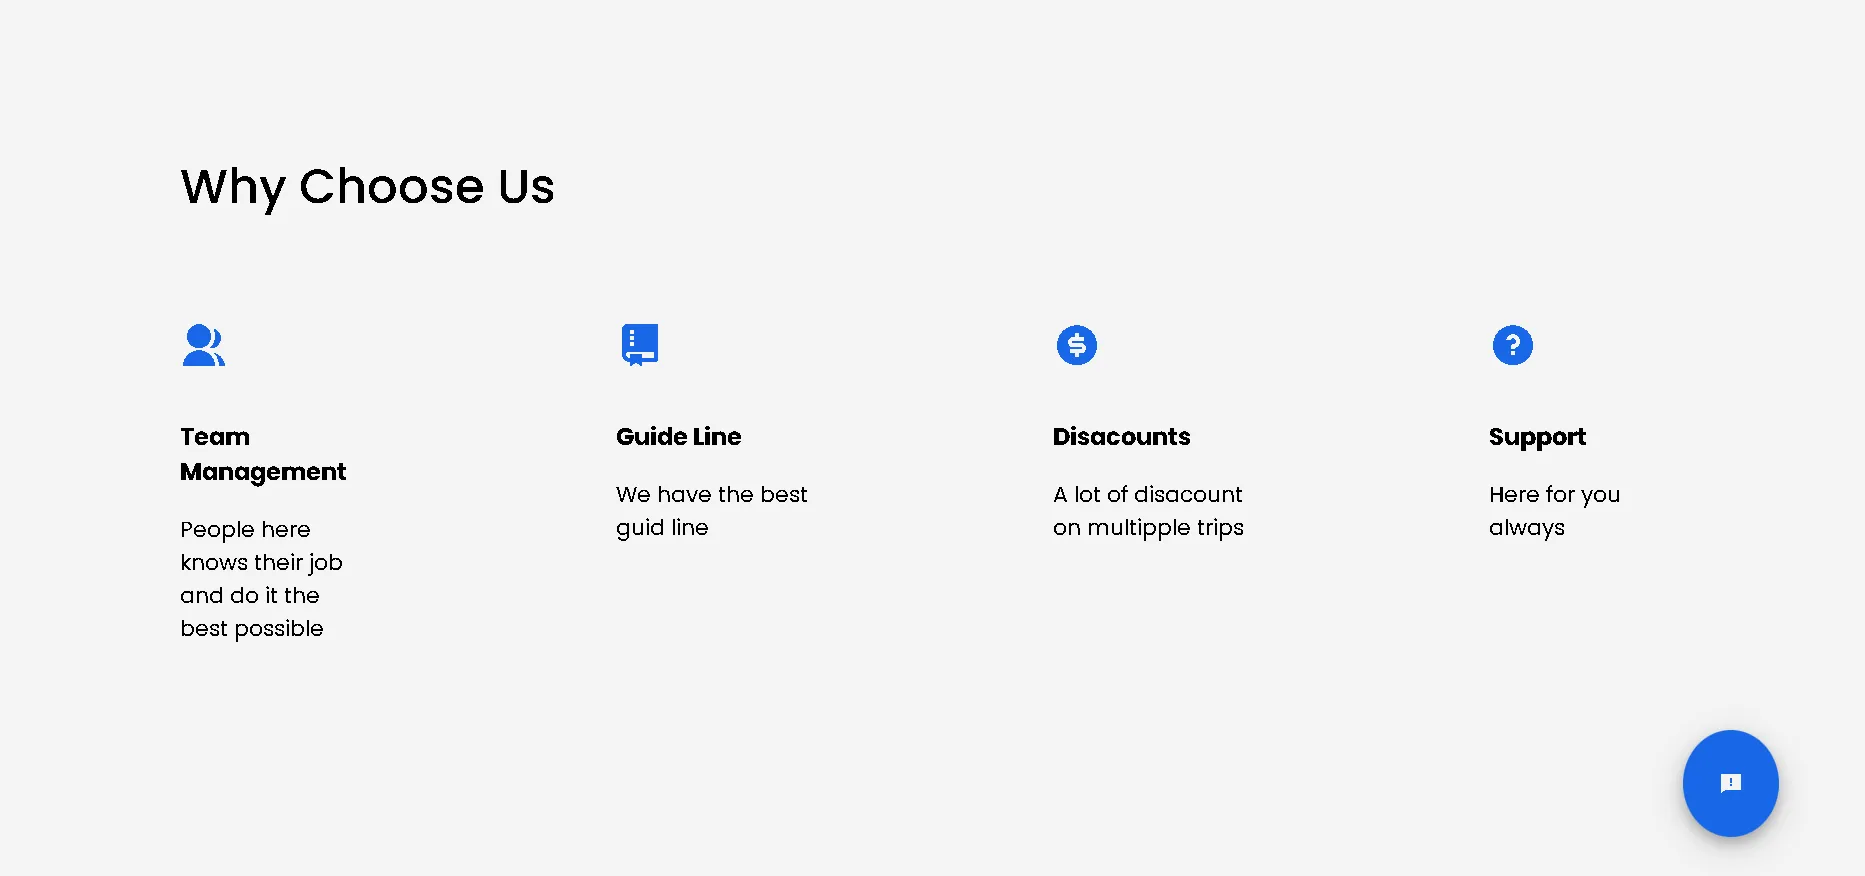 Why Choose Us
Team
Management
People here
knows their job
and do it the
best possible
Guide Line
We have the best
guid line
Disacounts
A lot of disacount
on multipple trips
Support
Here for you
always